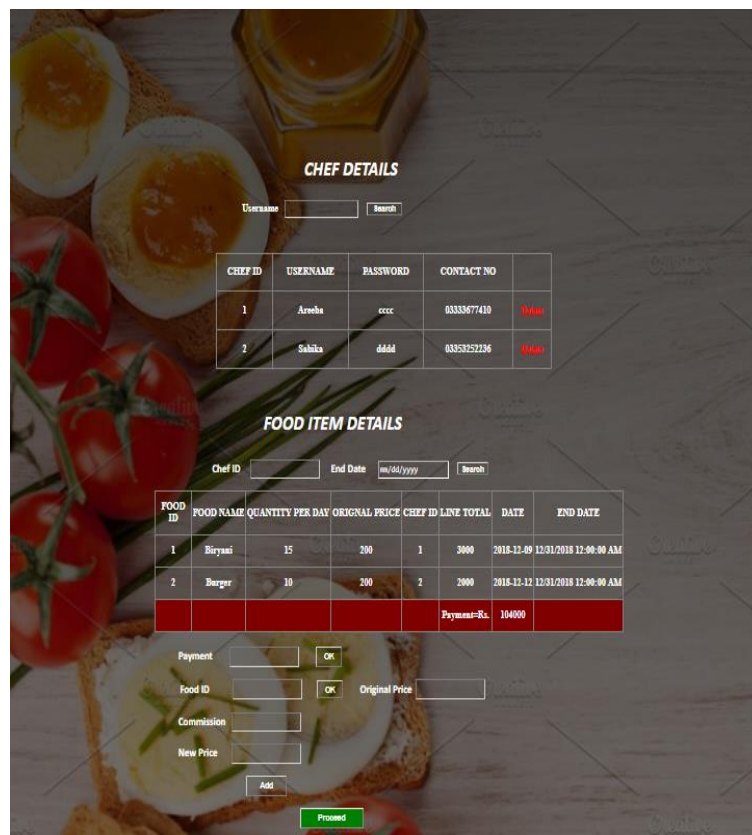 CHEF DETAILS
Username Search
CHEF ID USERNAME PASSWORD CONTACT NO
1 Areeba cccc 03333677410 Delete
2 Sabika dddd 03353252236 Delete
FOOD ITEM DETAILS
Chef ID End Date mm/dd/yyyy Search
FOOD ID FOOD NAME QUANTITY PER DAY ORIGNAL PRICE CHEF ID LINE TOTAL DATE END DATE
1 Biryani 15 200 1 3000 2018-12-09 12/31/2018 12:00:00 AM
2 Burger 10 200 2 2000 2018-12-12 12/31/2018 12:00:00 AM
Payment=Rs. 104000
Payment OK
Food ID OK Original Price
Commission
New Price
Add
Proceed